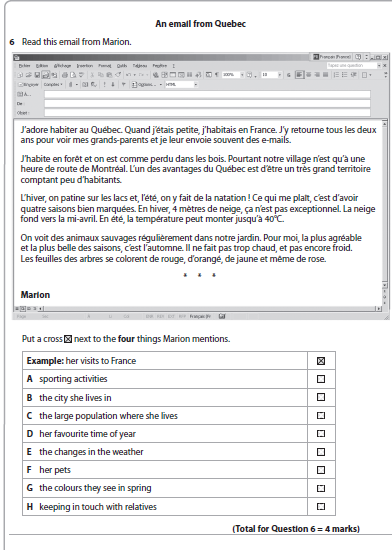 An email from Quebec
6 Read this email from Marion.
Français (France)
Fichier Edition Affichage Insertion Format Outils Tableau Fenêtre ?
100%
10
Options...
HTML
À...
De :
Objet :
J'adore habiter au Québec. Quand j'étais petite, j'habitais en France. J'y retourne tous les deux
ans pour voir mes grands-parents et je leur envoie souvent des e-mails.
J'habite en forêt et on est comme perdu dans les bois. Pourtant notre village n'est qu'à une
heure de route de Montréal. L'un des avantages du Québec est d'être un très grand territoire
comptant peu d'habitants.
L'hiver, on patine sur les lacs et, l'été, on y fait de la natation ! Ce qui me plaît, c'est d'avoir
quatre saisons bien marquées. En hiver, 4 mètres de neige, ça n'est pas exceptionnel. La neige
fond vers la mi-avril. En été, la température peut monter jusqu'à 40°C.
On voit des animaux sauvages régulièrement dans notre jardin. Pour moi, la plus agréable
et la plus belle des saisons, c'est l'automne. Il ne fait pas trop chaud, et pas encore froid.
Les feuilles des arbres se colorent de rouge, d'orangé, de jaune et même de rose.
* * *
Marion
Français (F)
Put a cross ☒ next to the four things Marion mentions.
Example: her visits to France ☒
A sporting activities
B the city she lives in
C the large population where she lives
D her favourite time of year
E the changes in the weather
F her pets
G the colours they see in spring
H keeping in touch with relatives
(Total for Question 6 = 4 marks)